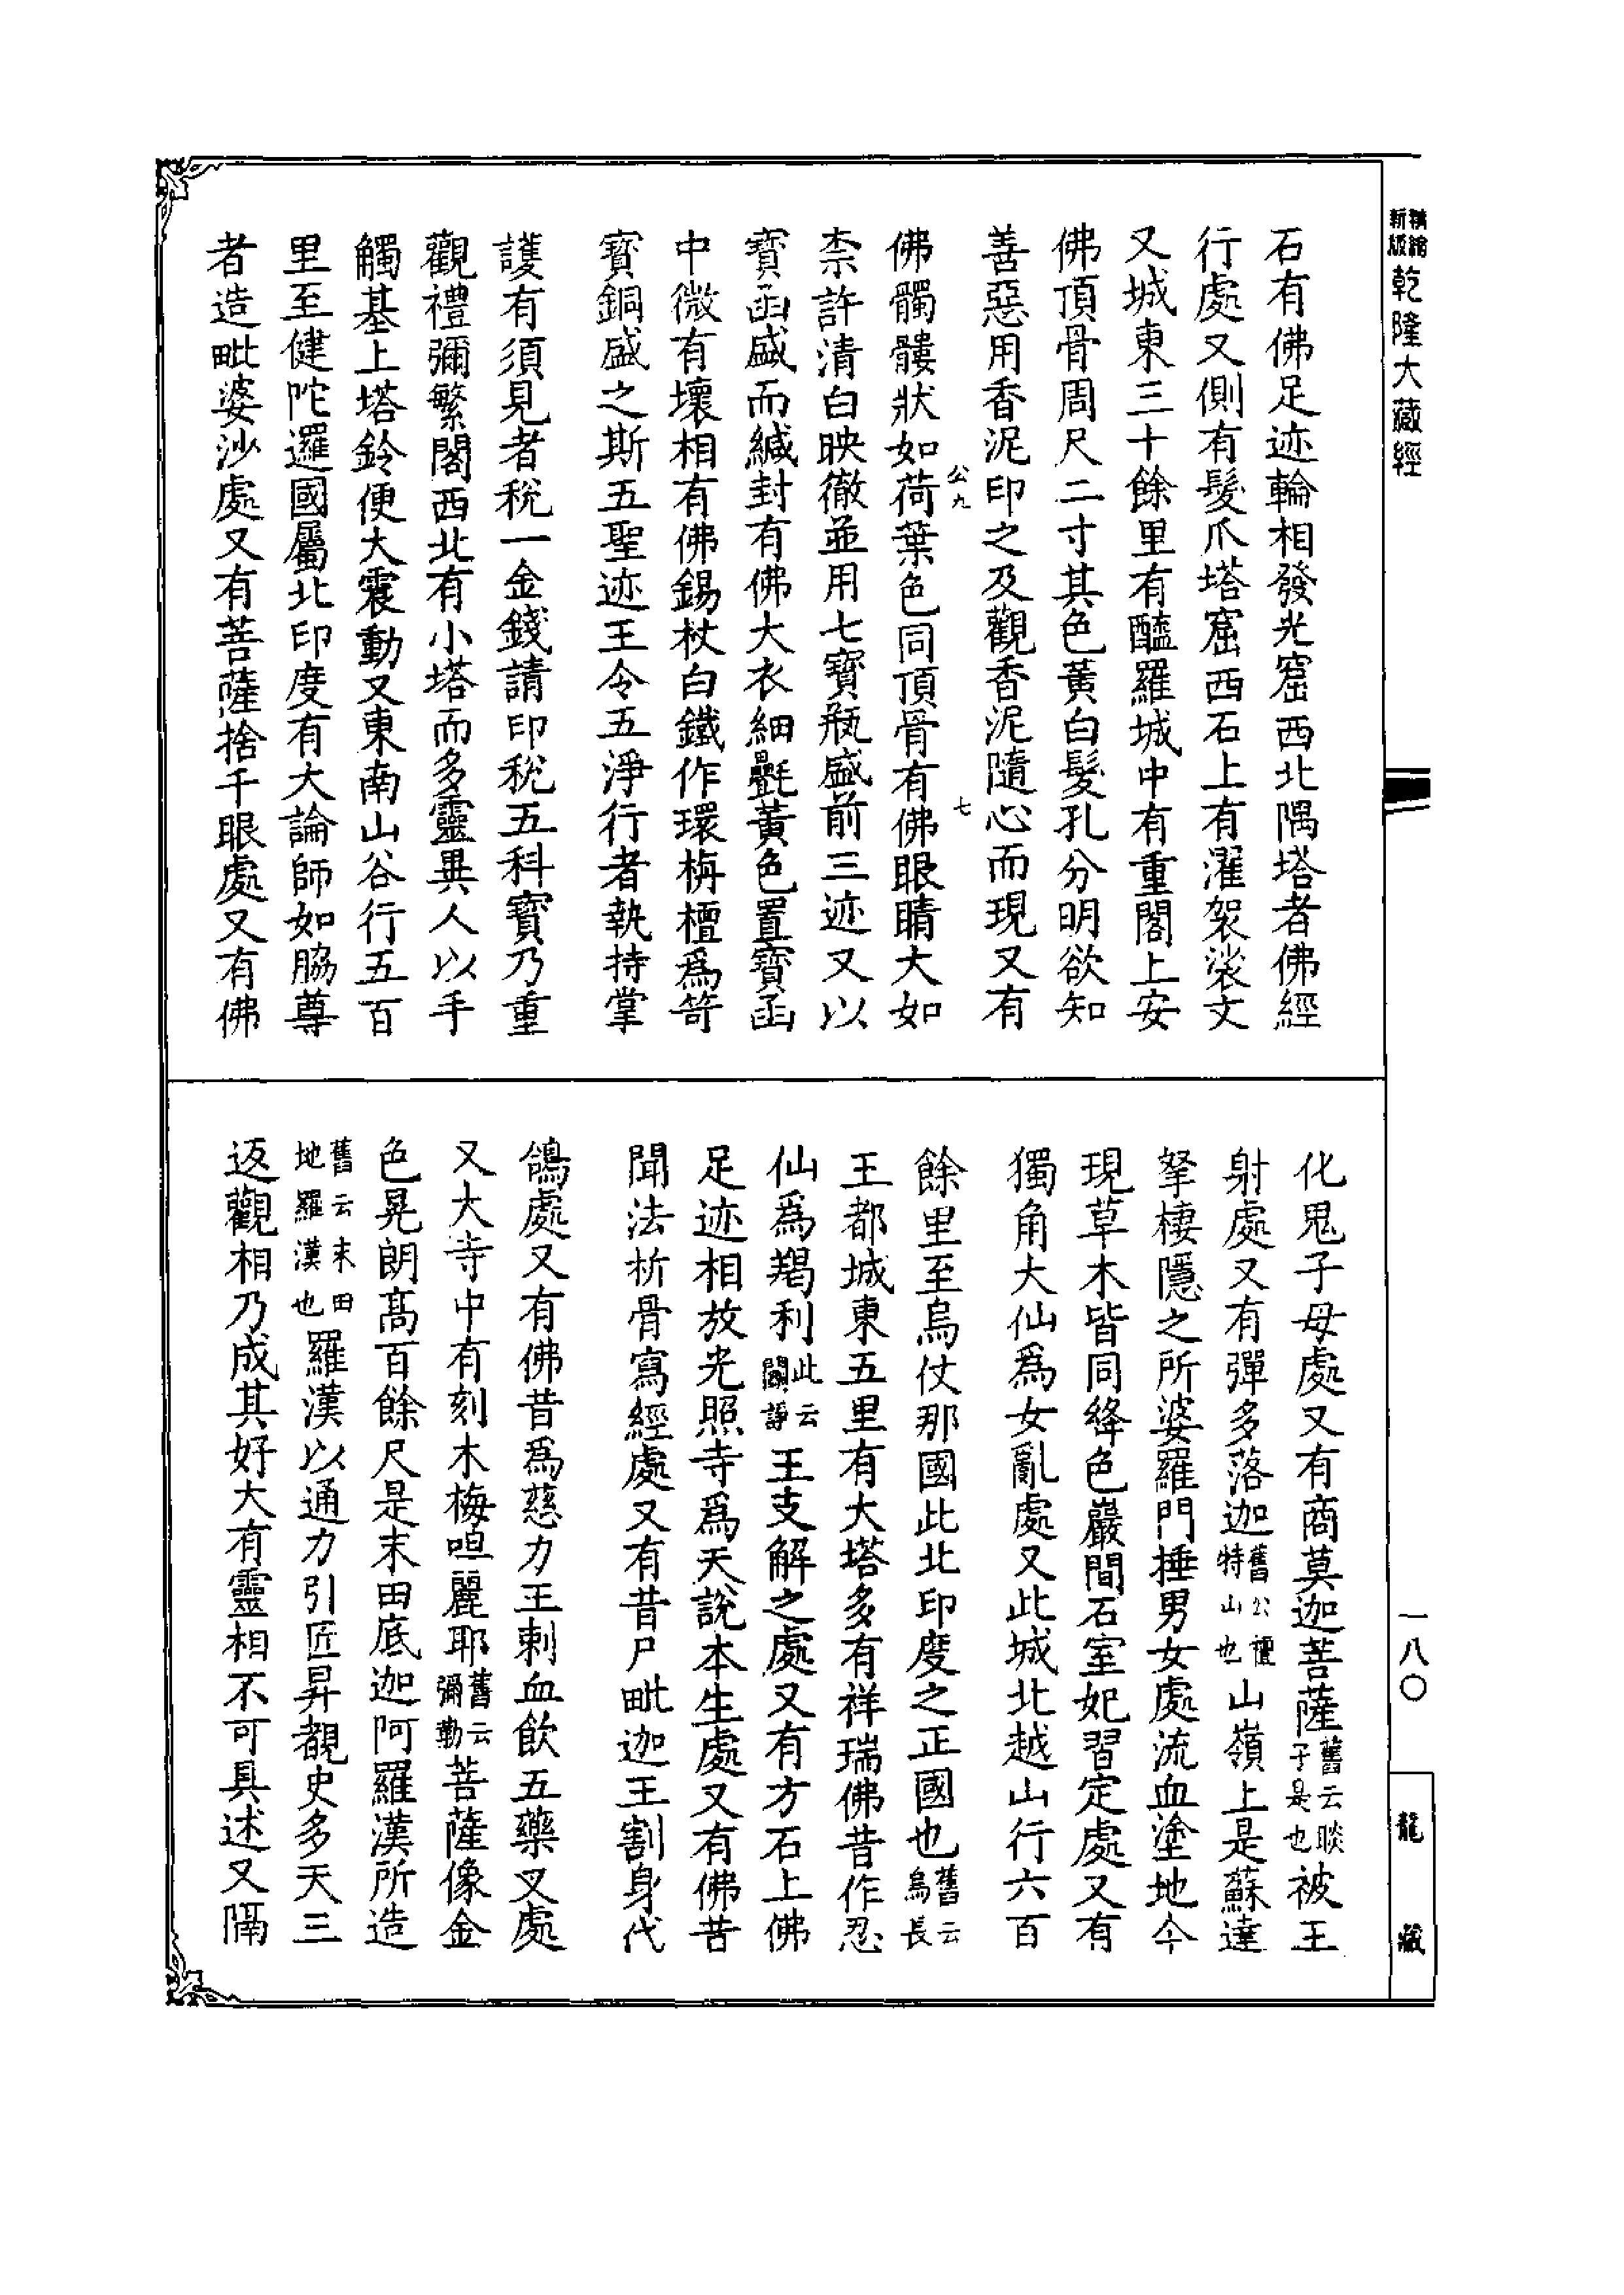 精繪新版乾隆大藏經
石有佛足迹輪相發光窟西北隅塔者佛經
行處又側有髮爪塔窟西石上有濯袈裟文
又城東三十餘里有醯羅城中有重閣上安
佛頂骨周尺二寸其色黃白髮孔分明欲知
善惡用香泥印之及觀香泥隨心而現又有
公九
七
佛髑髏狀如荷葉色同頂骨有佛眼睛大如
柰許清白映徹並用七寶瓶盛前三迹又以
寶函盛而緘封有佛大衣細㲲黃色置寶函
中微有壞相有佛錫杖白鐵作環栴檀爲笴
寶銅盛之斯五聖迹王令五淨行者執持掌
護有須見者稅一金錢請印稅五科寶乃重
觀禮彌繁閣西北有小塔而多靈異人以手
觸基上塔鈴便大震動又東南山谷行五百
里至健陀邏國屬北印度有大論師如脇尊
者造毗婆沙處又有菩薩捨千眼處又有佛
化鬼子母處又有商莫迦菩薩舊云睒子是也被王
射處又有彈多落迦舊公檀特山也山嶺上是蘇達
拏棲隱之所婆羅門捶男女處流血塗地今
現草木皆同絳色巖間石室妃習定處又有
獨角大仙爲女亂處又此城北越山行六百
餘里至烏仗那國此北印度之正國也舊云烏長
王都城東五里有大塔多有祥瑞佛昔作忍
仙爲羯利此云鬭諍王支解之處又有方石上佛
足迹相放光照寺爲天說本生處又有佛昔
聞法析骨寫經處又有昔尸毗迦王割身代
鴿處又有佛昔爲慈力王刺血飲五藥叉處
又大寺中有刻木梅呾麗耶舊云彌勒菩薩像金
色晃朗高百餘尺是末田底迦阿羅漢所造
舊云末田地羅漢也羅漢以通力引匠昇覩史多天三
返觀相乃成其好大有靈相不可具述又隔
一八〇
龍藏